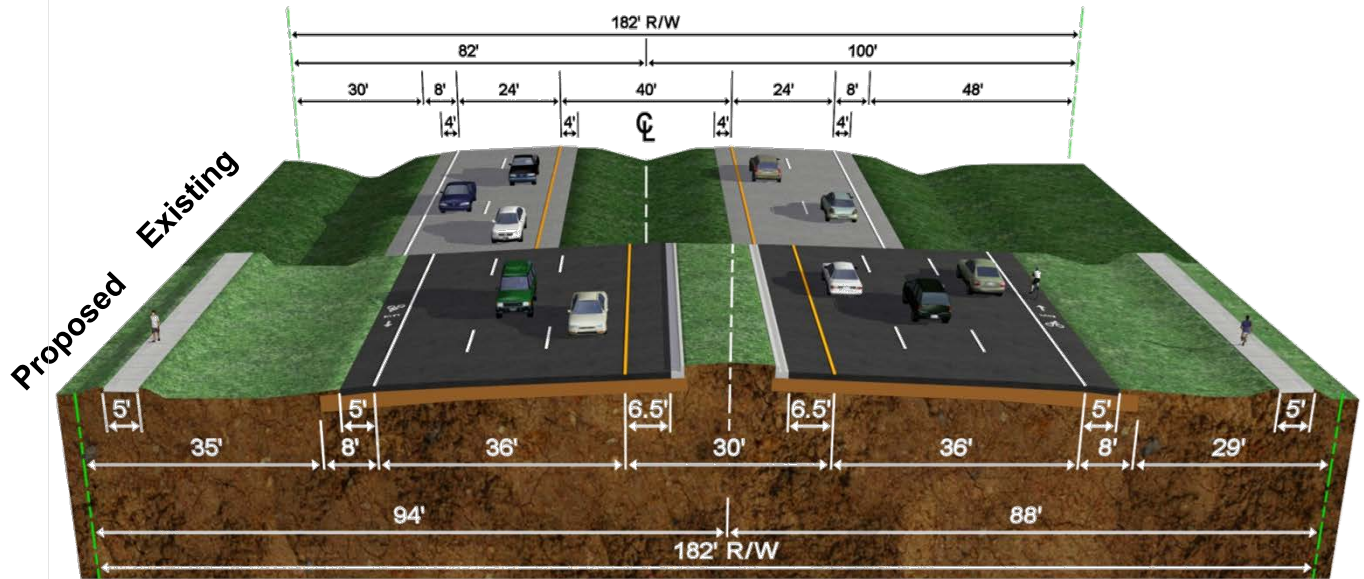 182' R/W
82' 100'
30' 8' 24' 40' 24' 8' 48'
4' 4' CL 4' 4'
Existing
Proposed
5' 5' 6.5' 6.5' 5' 5'
35' 8' 36' 30' 36' 8' 29'
94' 88'
182' R/W